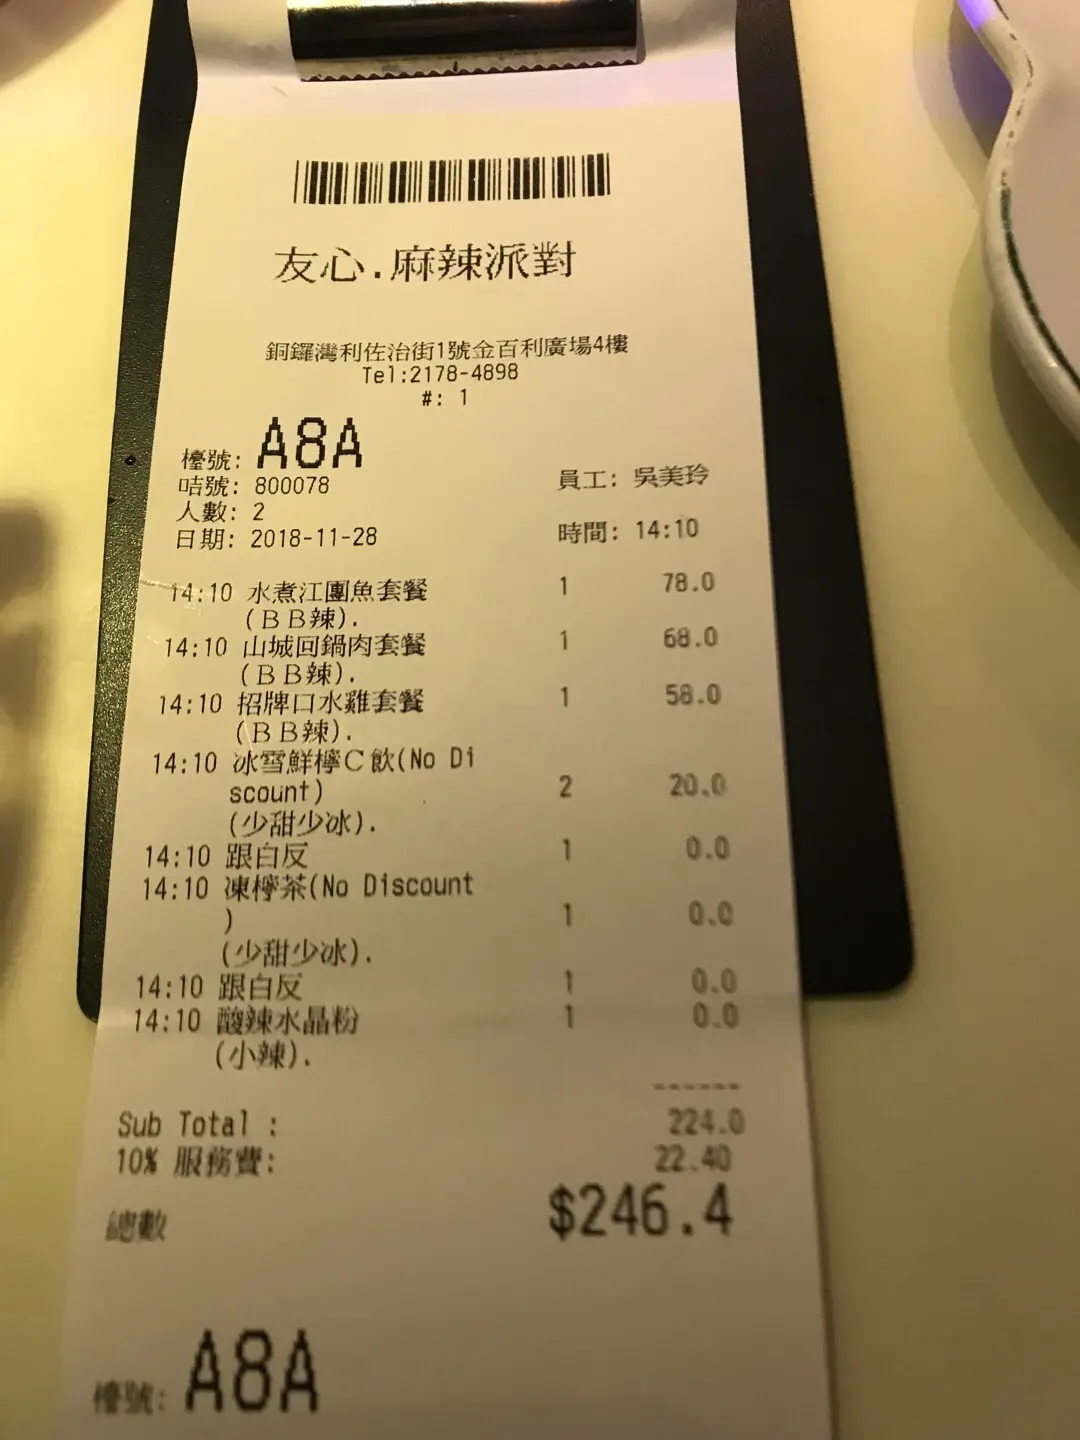 友心.麻辣派對
銅鑼灣利佐治街1號金百利廣場4樓
Tel:2178-4898
#: 1
檯號: A8A
咭號: 800078 員工: 吳美玲
人數: 2
日期: 2018-11-28 時間: 14:10
14:10 水煮江團魚套餐 1 78.0
(ＢＢ辣).
14:10 山城回鍋肉套餐 1 68.0
(ＢＢ辣).
14:10 招牌口水雞套餐 1 58.0
(ＢＢ辣).
14:10 冰雪鮮檸Ｃ飲(No Di
scount) 2 20.0
(少甜少冰).
14:10 跟白反 1 0.0
14:10 凍檸茶(No Discount
) 1 0.0
(少甜少冰).
14:10 跟白反 1 0.0
14:10 酸辣水晶粉 1 0.0
(小辣).
------
Sub Total : 224.0
10% 服務費: 22.40
總數 $246.4
檯號: A8A